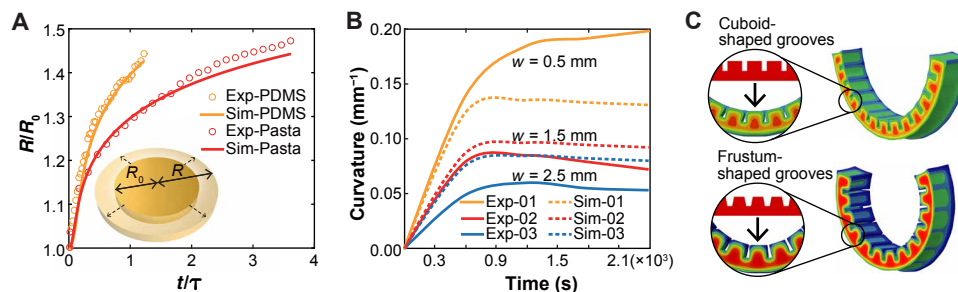 A
R/R₀
1.5
1.4
1.3
1.2
1.1
1.0
0
1
2
3
4
t/τ
Exp-PDMS
Sim-PDMS
Exp-Pasta
Sim-Pasta
R₀
R
B
Curvature (mm⁻¹)
0.20
0.15
0.10
0.05
0.00
w = 0.5 mm
w = 1.5 mm
w = 2.5 mm
Exp-01 Sim-01
Exp-02 Sim-02
Exp-03 Sim-03
0.3 0.9 1.5 2.1(×10³)
Time (s)
C
Cuboid-
shaped grooves
Frustum-
shaped grooves